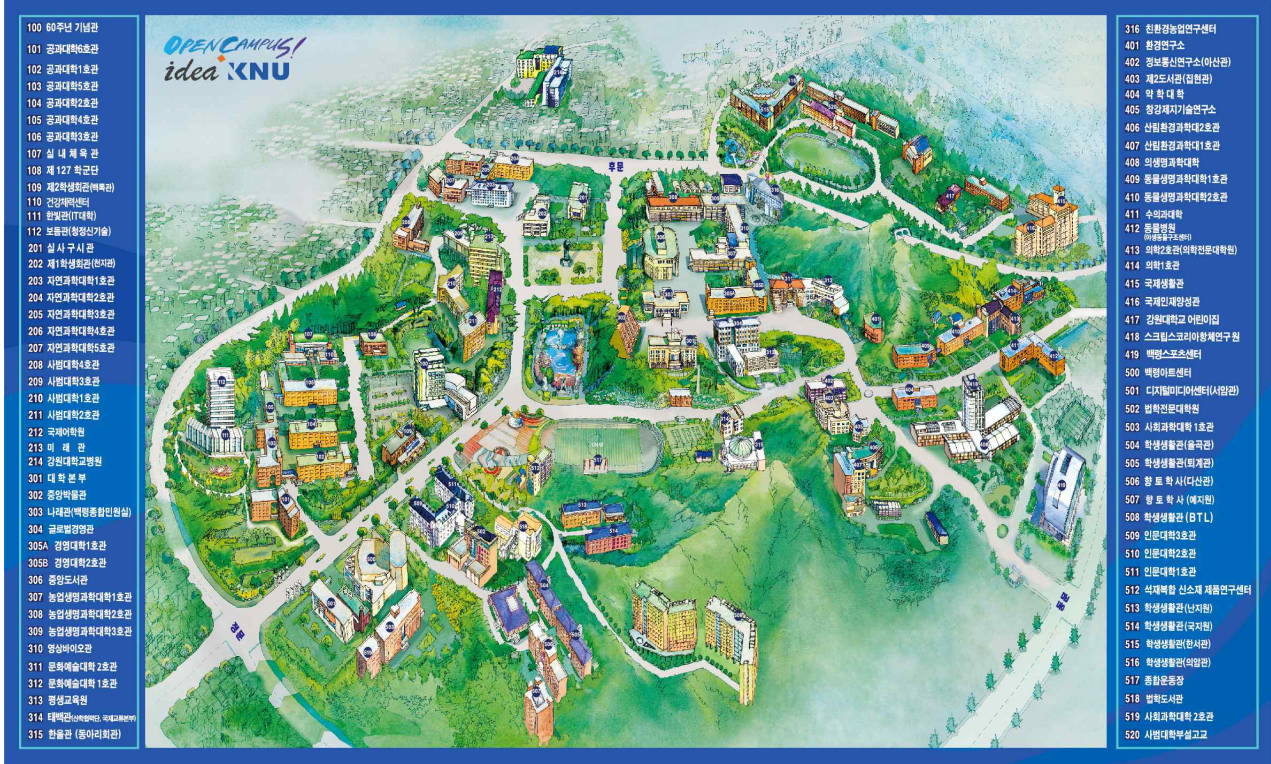 100 60주년 기념관
101 공과대학6호관
102 공과대학1호관
103 공과대학5호관
104 공과대학2호관
105 공과대학4호관
106 공과대학3호관
107 실 내 체 육 관
108 제 127 학군단
109 제2학생회관(백록관)
110 건강체력센터
111 한빛관(IT대학)
112 보듬관(청정신기술)
201 실 사 구 시 관
202 제1학생회관(천지관)
203 자연과학대학1호관
204 자연과학대학2호관
205 자연과학대학3호관
206 자연과학대학4호관
207 자연과학대학5호관
208 사범대학4호관
209 사범대학3호관
210 사범대학1호관
211 사범대학2호관
212 국제어학원
213 미 래 관
214 강원대학교병원
301 대 학 본 부
302 중앙박물관
303 나래관(백령종합민원실)
304 글로벌경영관
305A 경영대학1호관
305B 경영대학2호관
306 중앙도서관
307 농업생명과학대학1호관
308 농업생명과학대학2호관
309 농업생명과학대학3호관
310 영상바이오관
311 문화예술대학 2호관
312 문화예술대학 1호관
313 평생교육원
314 태백관(산학협력단, 국제교류본부)
315 한울관 (동아리회관)
OPEN CAMPUS!
idea KNU
후문
정문
동문
316 친환경농업연구센터
401 환경연구소
402 정보통신연구소(아산관)
403 제2도서관(집현관)
404 약 학 대 학
405 창강제지기술연구소
406 산림환경과학대2호관
407 산림환경과학대1호관
408 의생명과학대학
409 동물생명과학대학1호관
410 동물생명과학대학2호관
411 수의과대학
412 동물병원
(야생동물구조센터)
413 의학2호관(의학전문대학원)
414 의학1호관
415 국제생활관
416 국제인재양성관
417 강원대학교 어린이집
418 스크립스코리아항체연구원
419 백령스포츠센터
500 백령아트센터
501 디지털미디어센터(서암관)
502 법학전문대학원
503 사회과학대학 1호관
504 학생생활관(율곡관)
505 학생생활관(퇴계관)
506 향 토 학 사 (다산관)
507 향 토 학 사 (예지원)
508 학생생활관 (BTL)
509 인문대학3호관
510 인문대학2호관
511 인문대학1호관
512 석재복합 신소재 제품연구센터
513 학생생활관(난지원)
514 학생생활관(국지원)
515 학생생활관(한서관)
516 학생생활관(의암관)
517 종합운동장
518 법학도서관
519 사회과학대학 2호관
520 사범대학부설고교